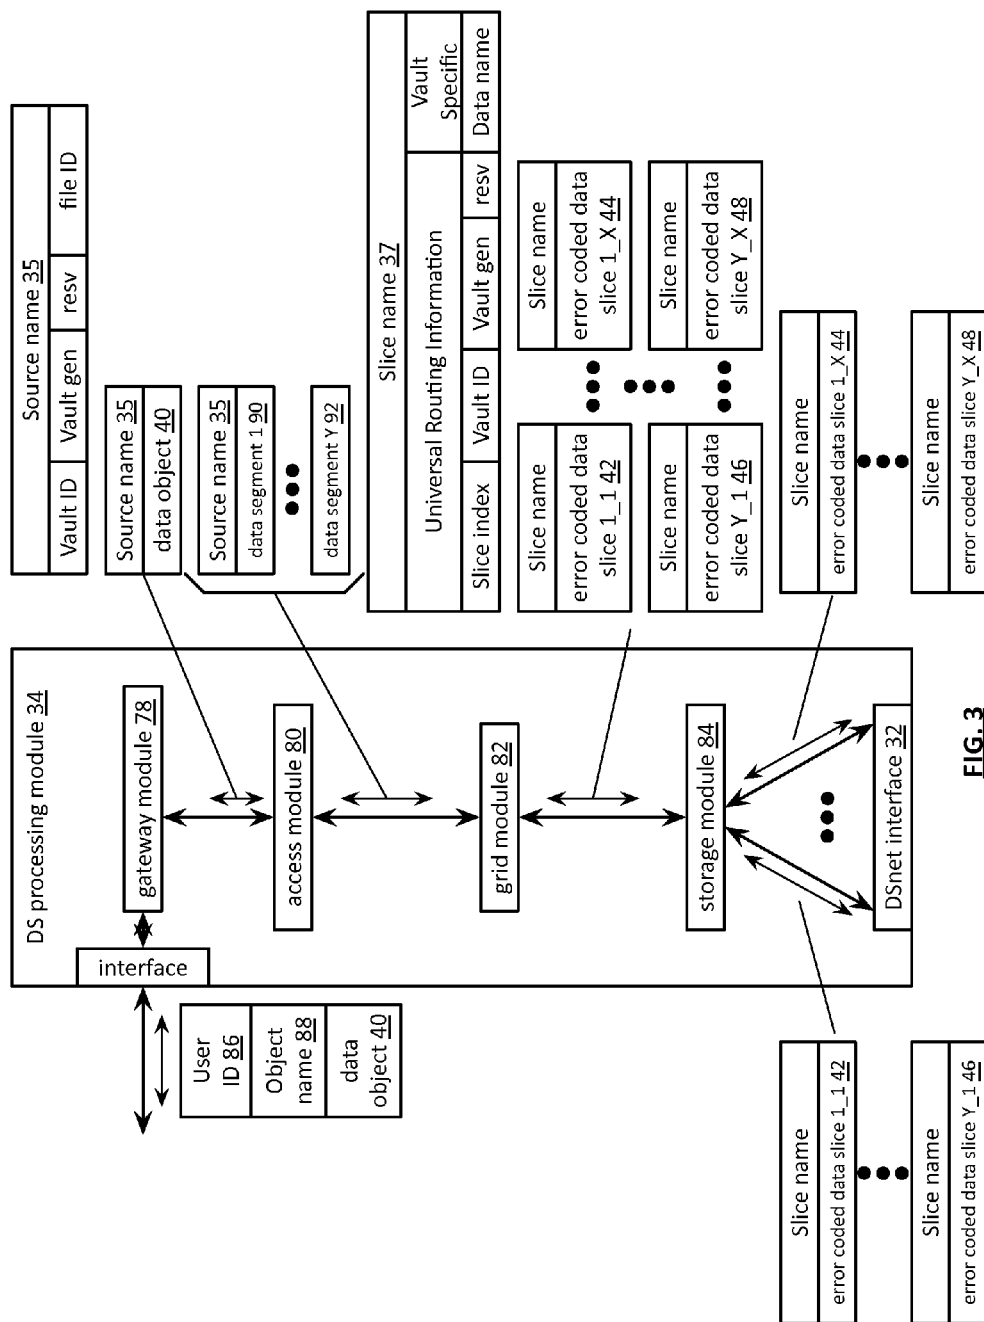 DS processing module 34
interface
gateway module 78
access module 80
grid module 82
storage module 84
DSnet interface 32
User
ID 86
Object
name 88
data
object 40
Source name 35
Vault ID
Vault gen
resv
file ID
Source name 35
data object 40
Source name 35
data segment 1 90
data segment Y 92
Slice name 37
Universal Routing Information
Vault
Specific
Slice index
Vault ID
Vault gen
resv
Data name
Slice name
error coded data
slice 1_1 42
Slice name
error coded data
slice 1_X 44
Slice name
error coded data
slice Y_1 46
Slice name
error coded data
slice Y_X 48
Slice name
error coded data slice 1_1 42
Slice name
error coded data slice Y_1 46
Slice name
error coded data slice 1_X 44
Slice name
error coded data slice Y_X 48
FIG. 3